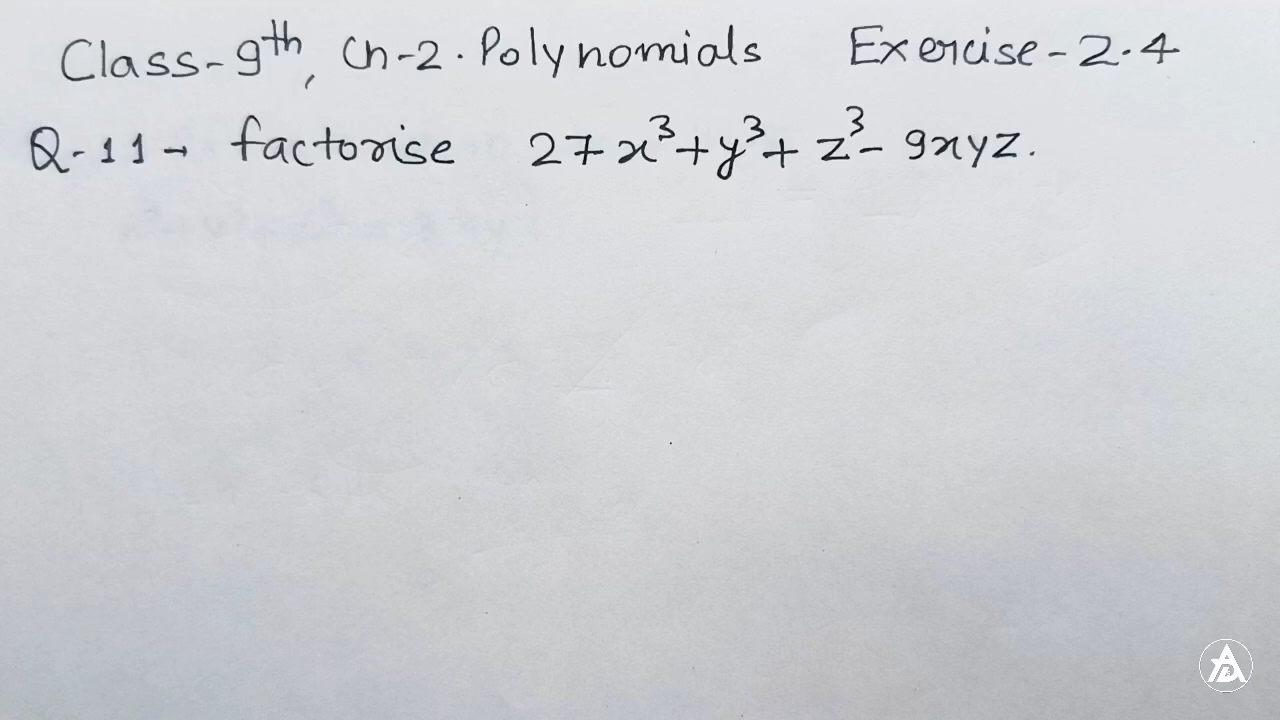 Class-9th, Ch-2. Polynomials Exercise-2.4
Q-11→ factorise 27x³+y³+z³-9xyz.